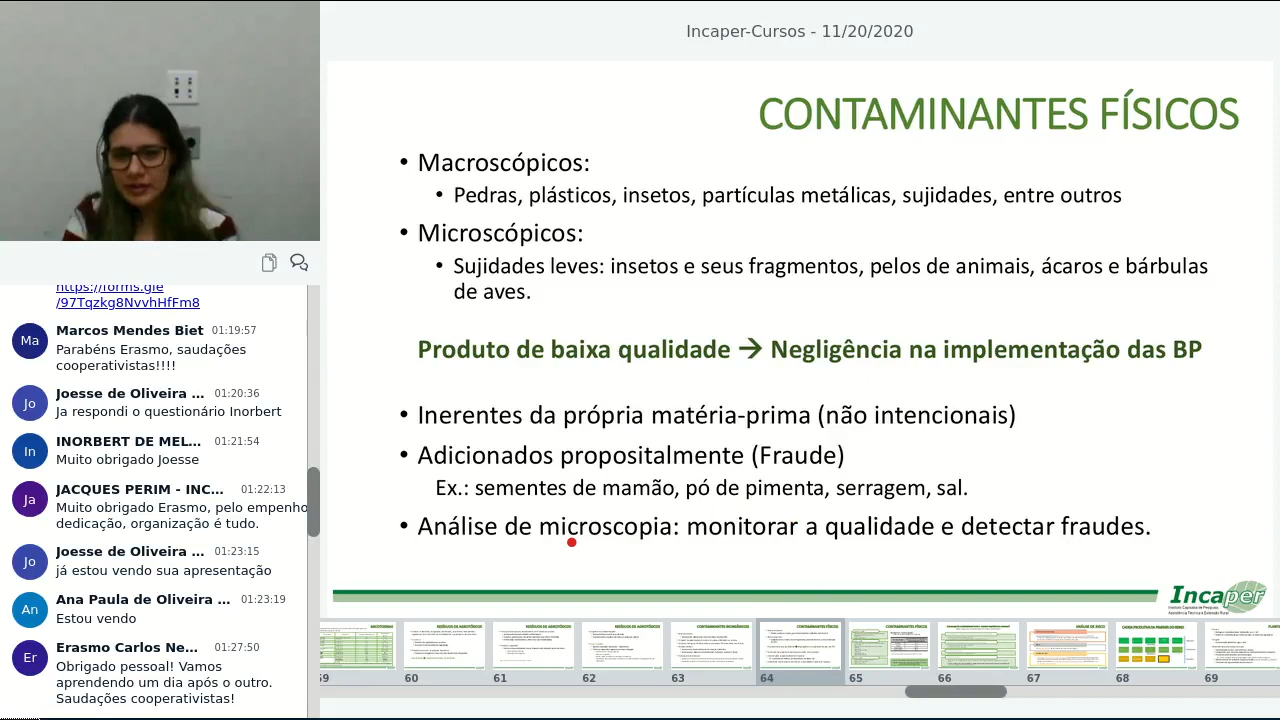 Incaper-Cursos - 11/20/2020
https://forms.gle
/97Tqzkg8NvvhHfFm8
Ma
Marcos Mendes Biet 01:19:57
Parabéns Erasmo, saudações
cooperativistas!!!!
Jo
Joesse de Oliveira ... 01:20:36
Ja respondi o questionário Inorbert
In
INORBERT DE MEL... 01:21:54
Muito obrigado Joesse
Ja
JACQUES PERIM - INC... 01:22:13
Muito obrigado Erasmo, pelo empenho
dedicação, organização é tudo.
Jo
Joesse de Oliveira ... 01:23:15
já estou vendo sua apresentação
An
Ana Paula de Oliveira ... 01:23:19
Estou vendo
Er
Erasmo Carlos Ne... 01:27:50
Obrigado pessoal! Vamos
aprendendo um dia após o outro.
Saudações cooperativistas!
CONTAMINANTES FÍSICOS
• Macroscópicos:
• Pedras, plásticos, insetos, partículas metálicas, sujidades, entre outros
• Microscópicos:
• Sujidades leves: insetos e seus fragmentos, pelos de animais, ácaros e bárbulas
de aves.
Produto de baixa qualidade → Negligência na implementação das BP
• Inerentes da própria matéria-prima (não intencionais)
• Adicionados propositalmente (Fraude)
Ex.: sementes de mamão, pó de pimenta, serragem, sal.
• Análise de microscopia: monitorar a qualidade e detectar fraudes.
Incaper
59 60 61 62 63 64 65 66 67 68 69